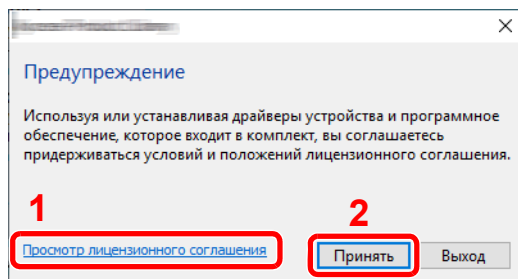 Предупреждение
Используя или устанавливая драйверы устройства и программное
обеспечение, которое входит в комплект, вы соглашаетесь
придерживаться условий и положений лицензионного соглашения.
1
2
Просмотр лицензионного соглашения
Принять
Выход